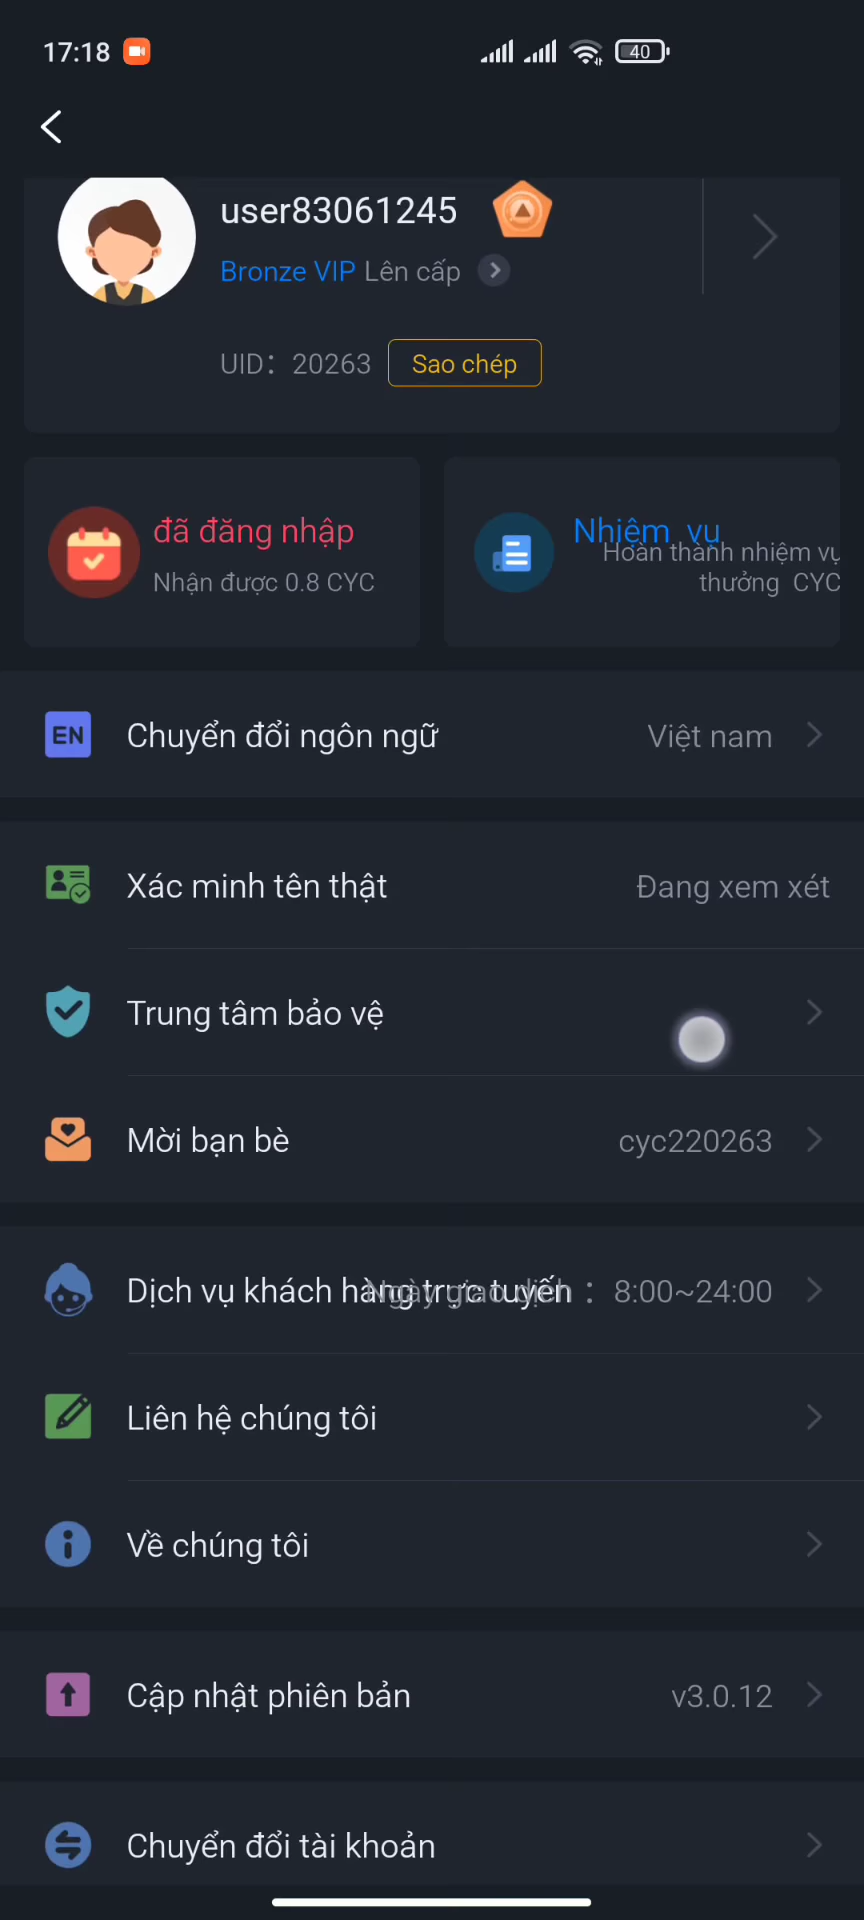 17:18
40
user83061245
Bronze VIP Lên cấp
UID： 20263 Sao chép
đã đăng nhập
Nhận được 0.8 CYC
Nhiệm vụ
Hoàn thành nhiệm vụ
thưởng CYC
EN Chuyển đổi ngôn ngữ Việt nam
Xác minh tên thật Đang xem xét
Trung tâm bảo vệ
Mời bạn bè cyc220263
Dịch vụ khách hàng trực tuyến Ngày giao dịch： 8:00~24:00
Liên hệ chúng tôi
Về chúng tôi
Cập nhật phiên bản v3.0.12
Chuyển đổi tài khoản